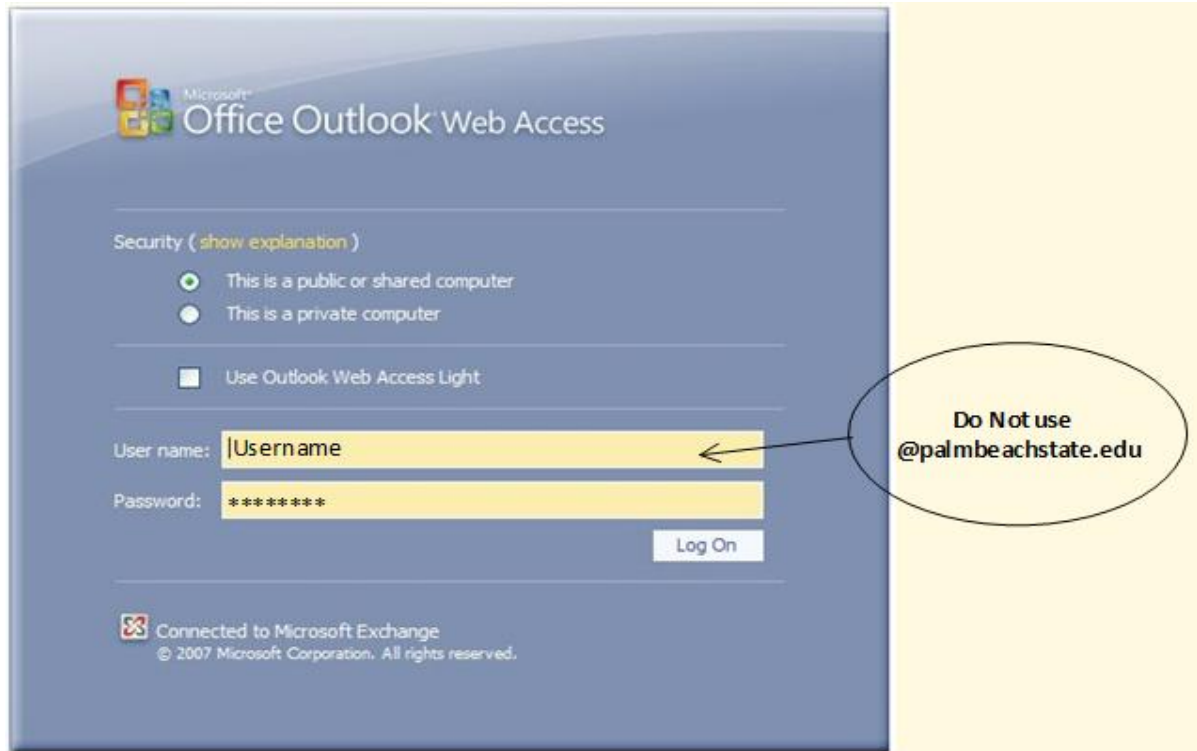 Microsoft®
Office Outlook Web Access
Security ( show explanation )
This is a public or shared computer
This is a private computer
Use Outlook Web Access Light
User name: |Username
Do Not use
@palmbeachstate.edu
Password: ********
Log On
Connected to Microsoft Exchange
© 2007 Microsoft Corporation. All rights reserved.